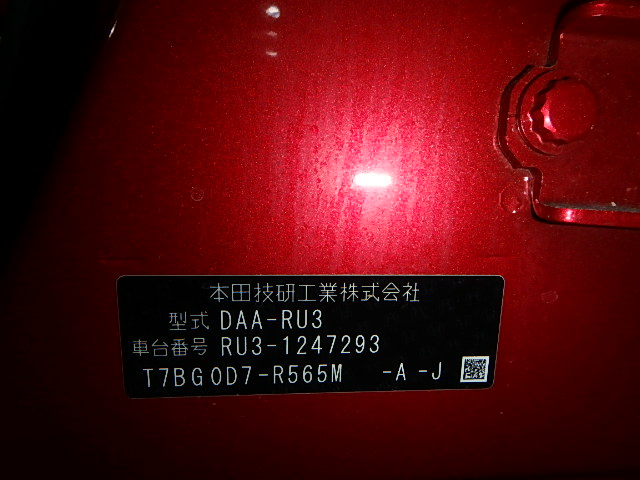 本田技研工業株式会社
型式 DAA-RU3
車台番号 RU3-1247293
T7BG0D7-R565M -A -J